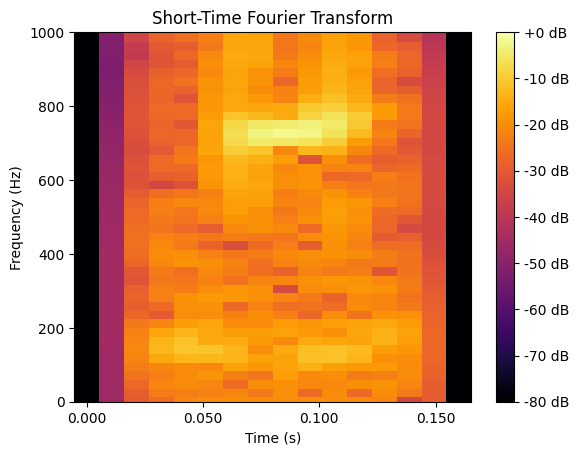 Short-Time Fourier Transform
1000
800
600
400
200
0
Frequency (Hz)
0.000
0.050
0.100
0.150
Time (s)
+0 dB
-10 dB
-20 dB
-30 dB
-40 dB
-50 dB
-60 dB
-70 dB
-80 dB